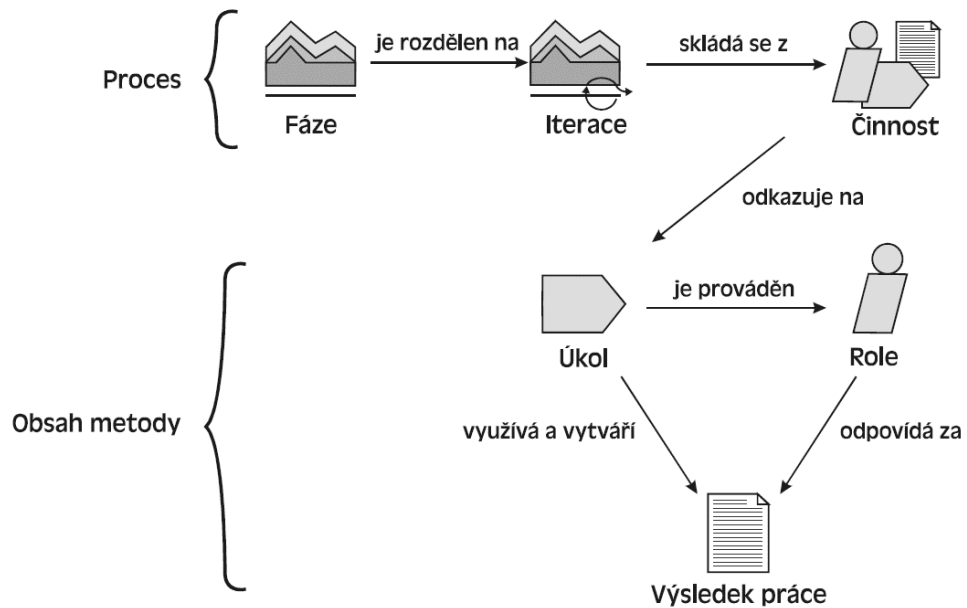 Proces
je rozdělen na
skládá se z
Fáze
Iterace
Činnost
odkazuje na
Obsah metody
je prováděn
Úkol
Role
využívá a vytváří
odpovídá za
Výsledek práce